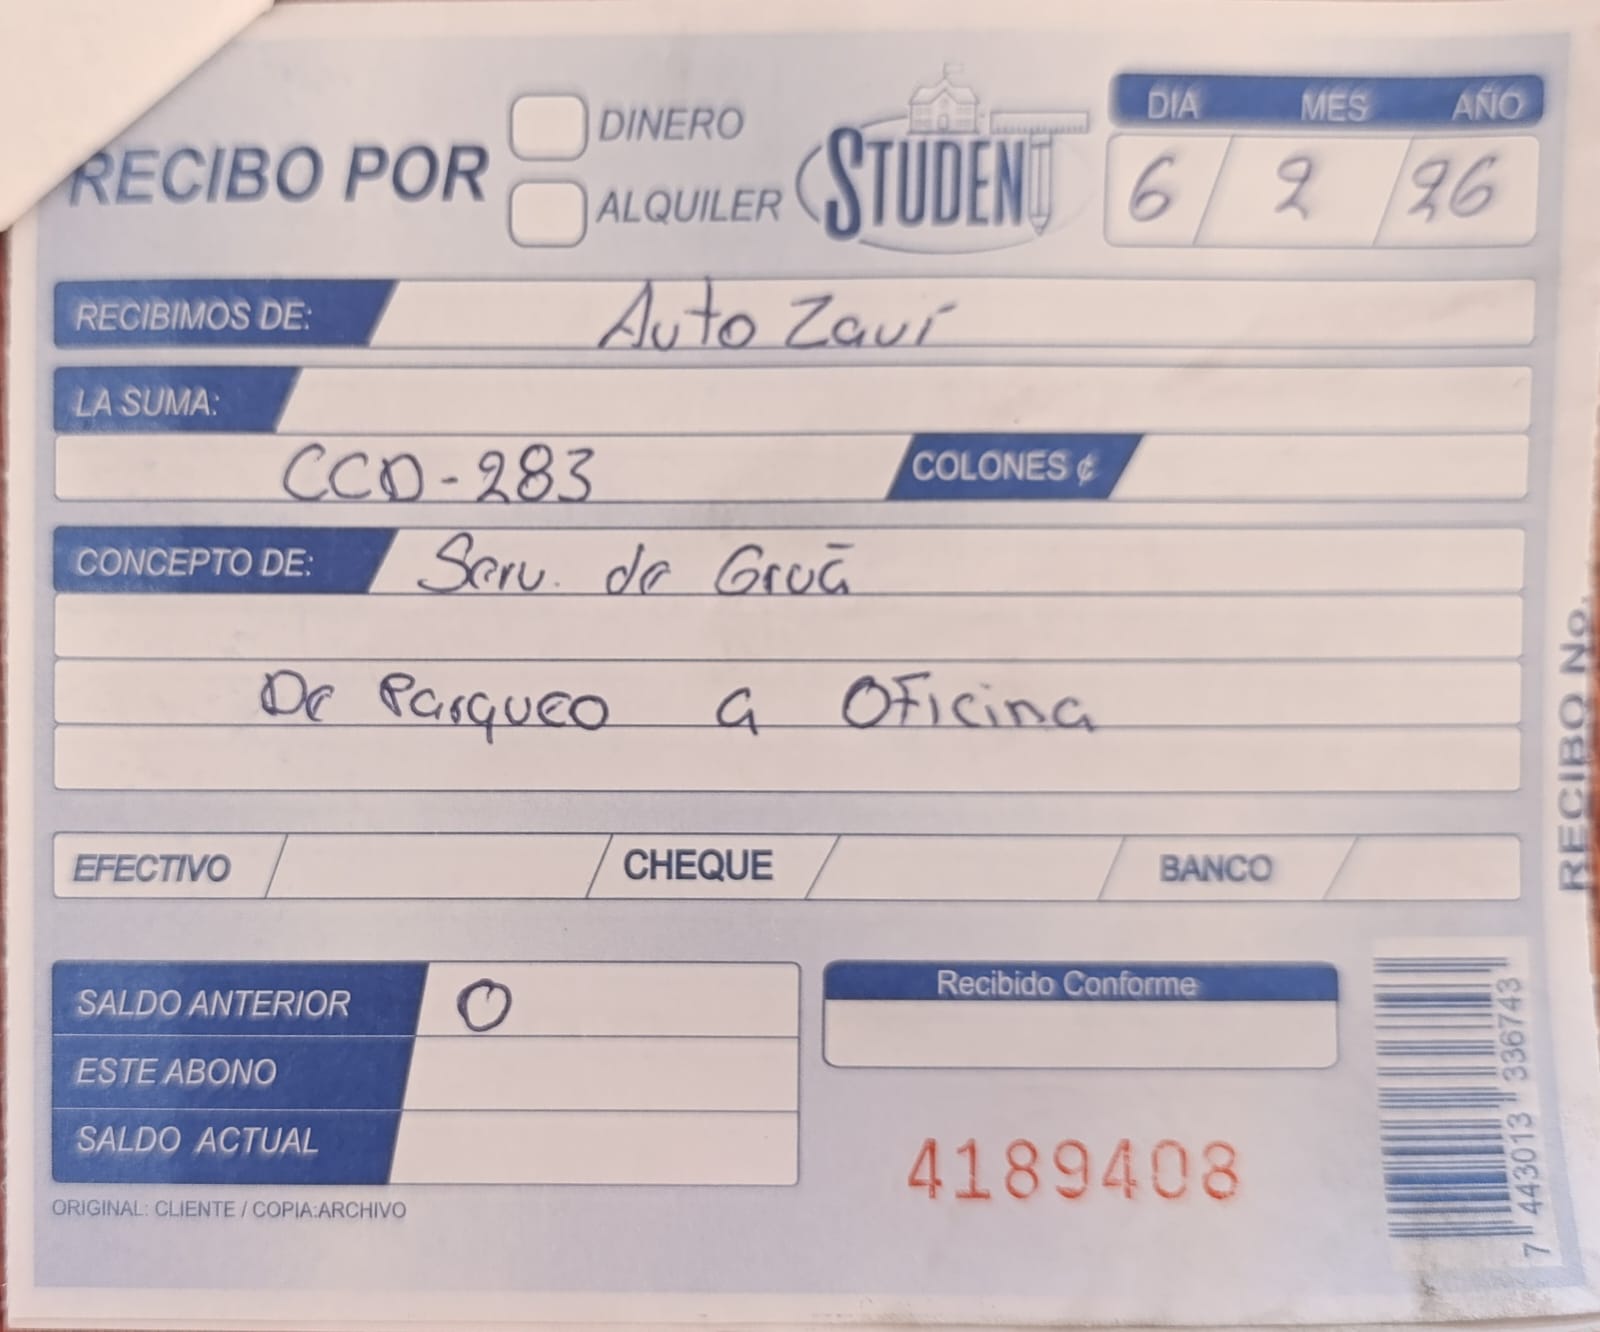 RECIBO POR
DINERO
ALQUILER
STUDENT
DIA MES AÑO
6 2 26
RECIBIMOS DE: Auto Zaui
LA SUMA:
CCD-283 COLONES ¢
CONCEPTO DE: Serv. de Gruā
De Parqueo a Oficina
EFECTIVO CHEQUE BANCO
SALDO ANTERIOR 0
ESTE ABONO
SALDO ACTUAL
Recibido Conforme
4189408
ORIGINAL: CLIENTE / COPIA:ARCHIVO
7 443013 336743
RECIBO No.